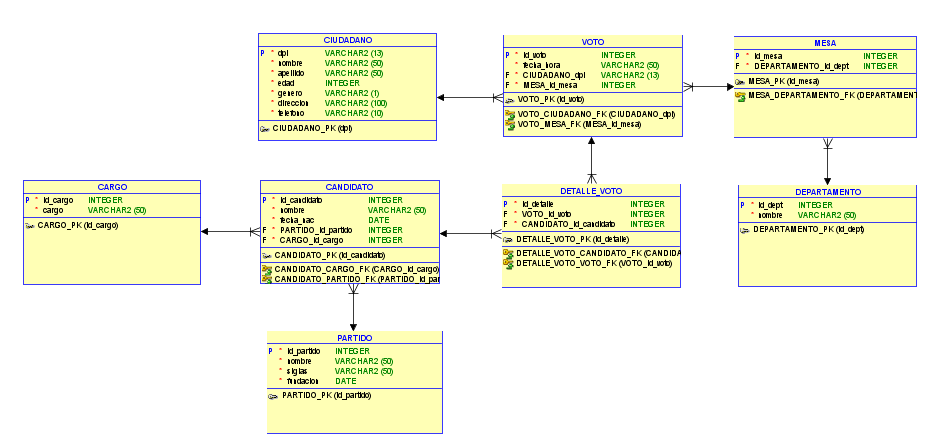 CIUDADANO
P * dpi VARCHAR2 (13)
* nombre VARCHAR2 (50)
* apellido VARCHAR2 (50)
* edad INTEGER
* genero VARCHAR2 (1)
* direccion VARCHAR2 (100)
* telefono VARCHAR2 (10)
CIUDADANO_PK (dpi)
VOTO
P * id_voto INTEGER
* fecha_hora VARCHAR2 (50)
F * CIUDADANO_dpi VARCHAR2 (13)
F * MESA_id_mesa INTEGER
VOTO_PK (id_voto)
VOTO_CIUDADANO_FK (CIUDADANO_dpi)
VOTO_MESA_FK (MESA_id_mesa)
MESA
P * id_mesa INTEGER
F * DEPARTAMENTO_id_dept INTEGER
MESA_PK (id_mesa)
MESA_DEPARTAMENTO_FK (DEPARTAMENT
CARGO
P * id_cargo INTEGER
* cargo VARCHAR2 (50)
CARGO_PK (id_cargo)
CANDIDATO
P * id_candidato INTEGER
* nombre VARCHAR2 (50)
* fecha_nac DATE
F * PARTIDO_id_partido INTEGER
F * CARGO_id_cargo INTEGER
CANDIDATO_PK (id_candidato)
CANDIDATO_CARGO_FK (CARGO_id_cargo)
CANDIDATO_PARTIDO_FK (PARTIDO_id_par
DETALLE_VOTO
P * id_detalle INTEGER
F * VOTO_id_voto INTEGER
F * CANDIDATO_id_candidato INTEGER
DETALLE_VOTO_PK (id_detalle)
DETALLE_VOTO_CANDIDATO_FK (CANDIDA
DETALLE_VOTO_VOTO_FK (VOTO_id_voto)
DEPARTAMENTO
P * id_dept INTEGER
* nombre VARCHAR2 (50)
DEPARTAMENTO_PK (id_dept)
PARTIDO
P * id_partido INTEGER
* nombre VARCHAR2 (50)
* siglas VARCHAR2 (50)
* fundacion DATE
PARTIDO_PK (id_partido)